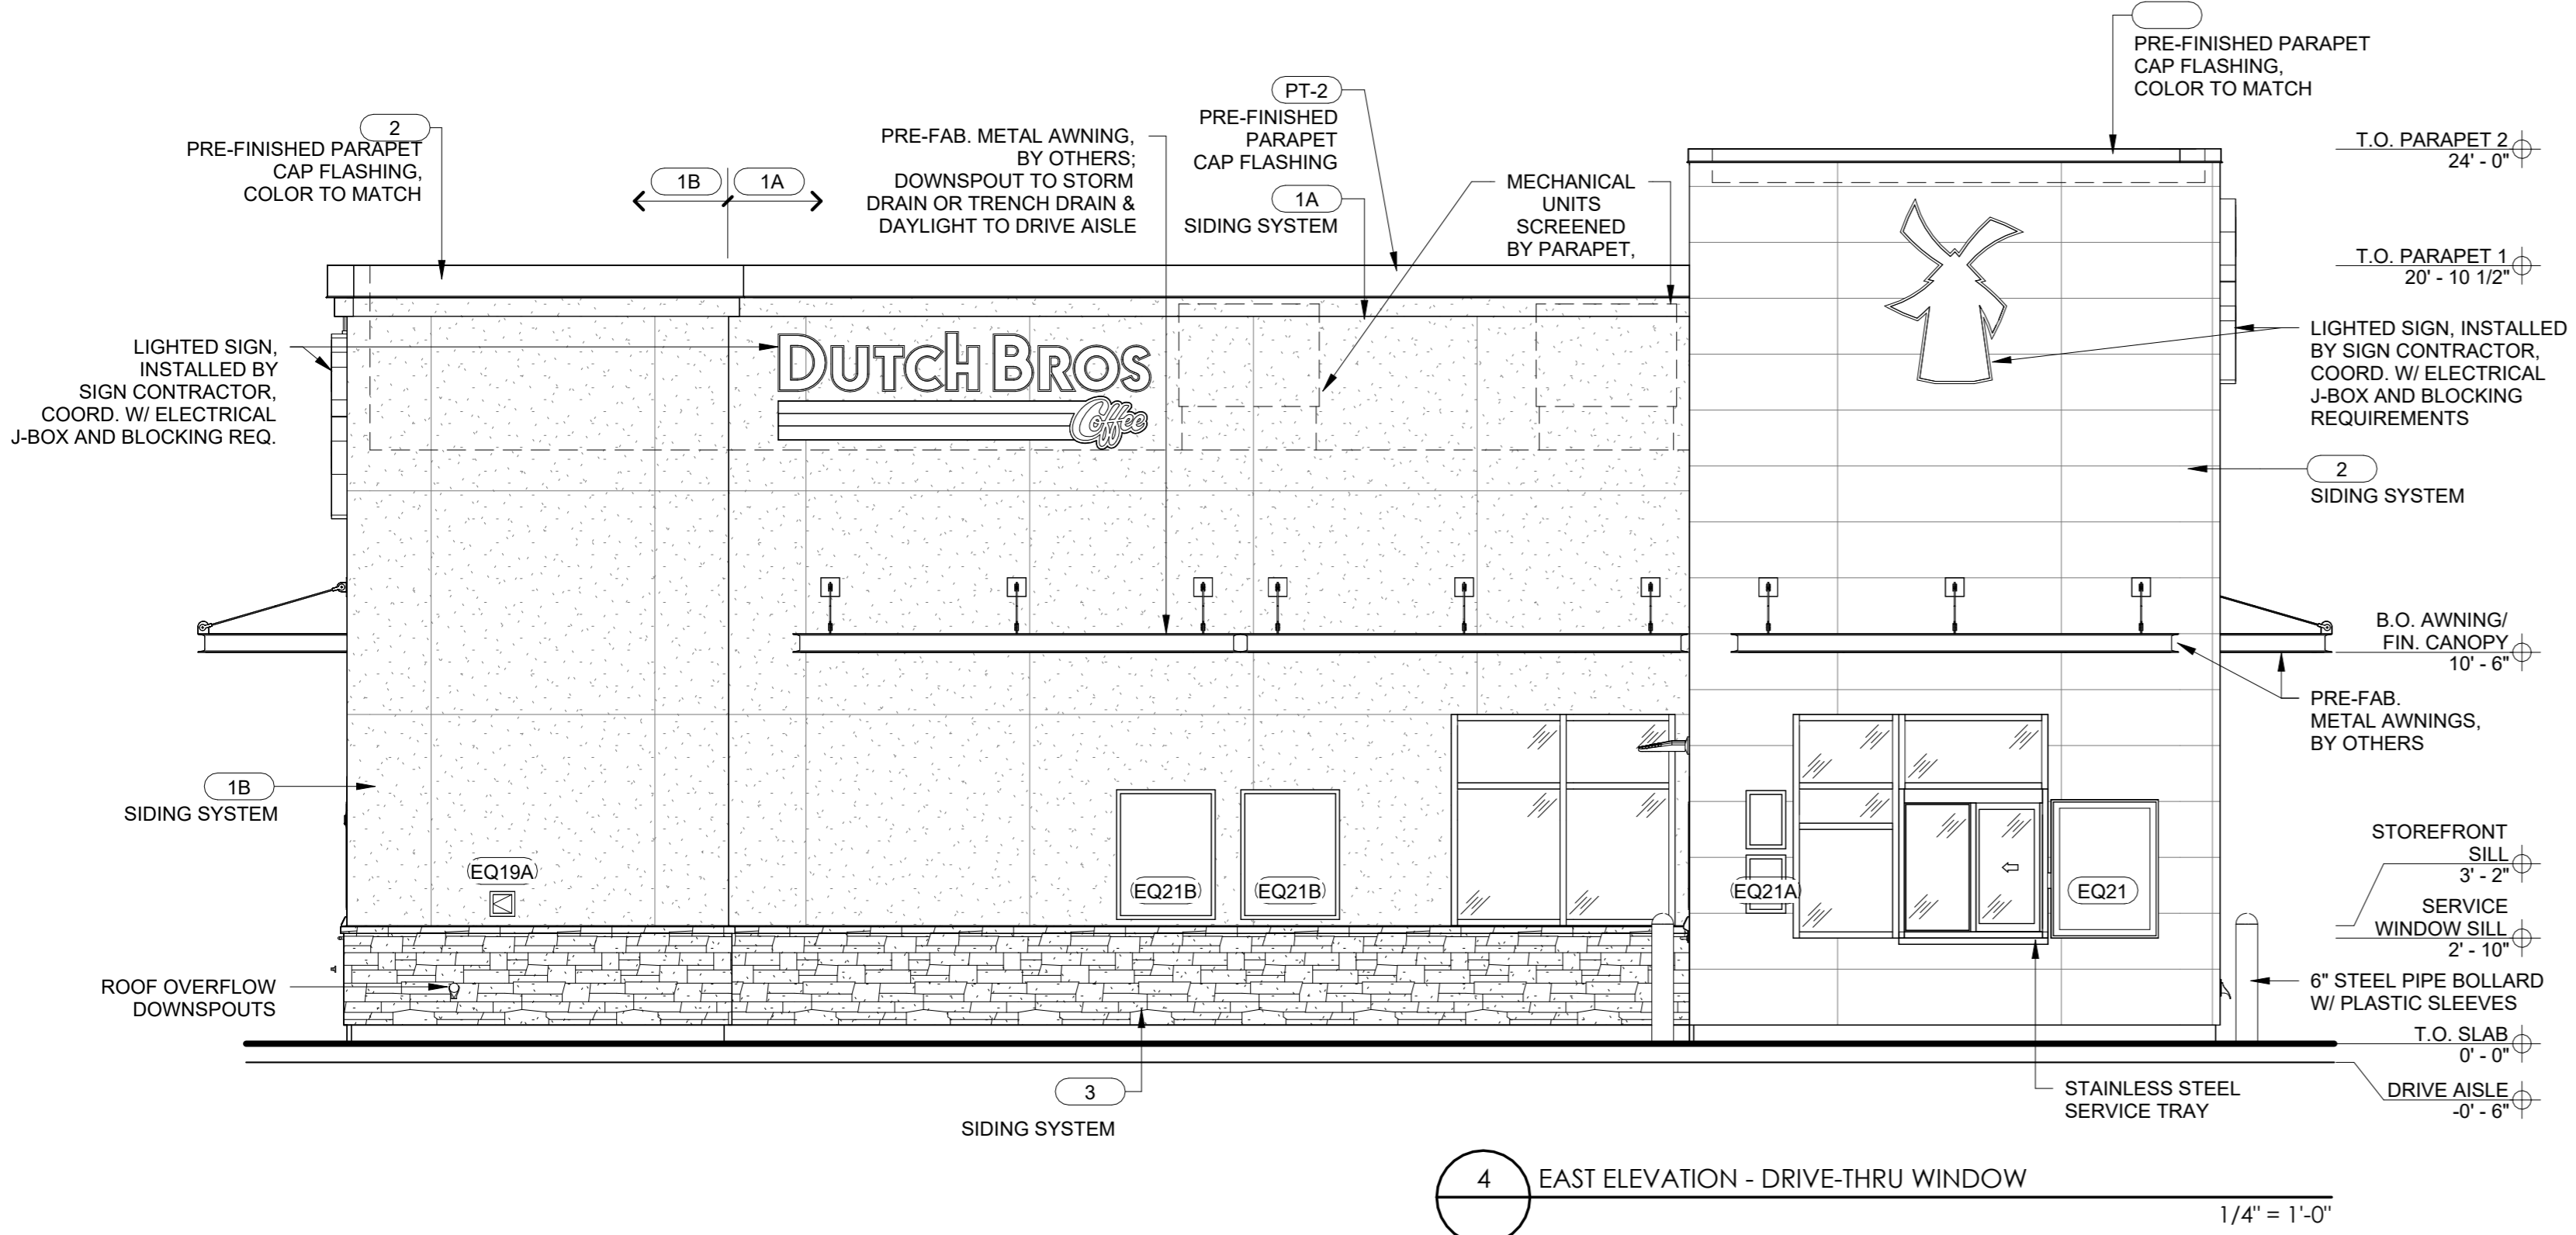 PRE-FINISHED PARAPET
CAP FLASHING,
COLOR TO MATCH
2
PRE-FINISHED PARAPET
CAP FLASHING,
COLOR TO MATCH
1B
1A
PRE-FAB. METAL AWNING,
BY OTHERS;
DOWNSPOUT TO STORM
DRAIN OR TRENCH DRAIN &
DAYLIGHT TO DRIVE AISLE
PT-2
PRE-FINISHED
PARAPET
CAP FLASHING
1A
SIDING SYSTEM
MECHANICAL
UNITS
SCREENED
BY PARAPET,
T.O. PARAPET 2
24' - 0"
T.O. PARAPET 1
20' - 10 1/2"
LIGHTED SIGN,
INSTALLED BY
SIGN CONTRACTOR,
COORD. W/ ELECTRICAL
J-BOX AND BLOCKING REQ.
DUTCH BROS
Coffee
LIGHTED SIGN, INSTALLED
BY SIGN CONTRACTOR,
COORD. W/ ELECTRICAL
J-BOX AND BLOCKING
REQUIREMENTS
2
SIDING SYSTEM
B.O. AWNING/
FIN. CANOPY
10' - 6"
PRE-FAB.
METAL AWNINGS,
BY OTHERS
1B
SIDING SYSTEM
EQ19A
EQ21B
EQ21B
EQ21A
EQ21
STOREFRONT
SILL
3' - 2"
SERVICE
WINDOW SILL
2' - 10"
ROOF OVERFLOW
DOWNSPOUTS
6" STEEL PIPE BOLLARD
W/ PLASTIC SLEEVES
T.O. SLAB
0' - 0"
3
SIDING SYSTEM
STAINLESS STEEL
SERVICE TRAY
DRIVE AISLE
-0' - 6"
4
EAST ELEVATION - DRIVE-THRU WINDOW
1/4" = 1'-0"